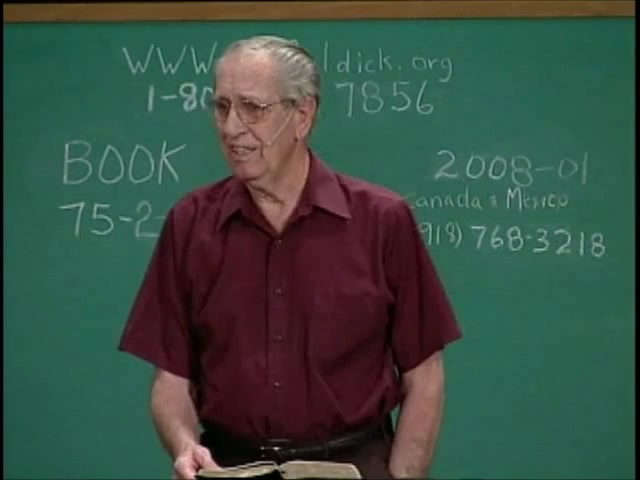 WWW. ldick.org
1-80 7856
BOOK
75-2-
2008-01
Canada & Mexico
918) 768-3218